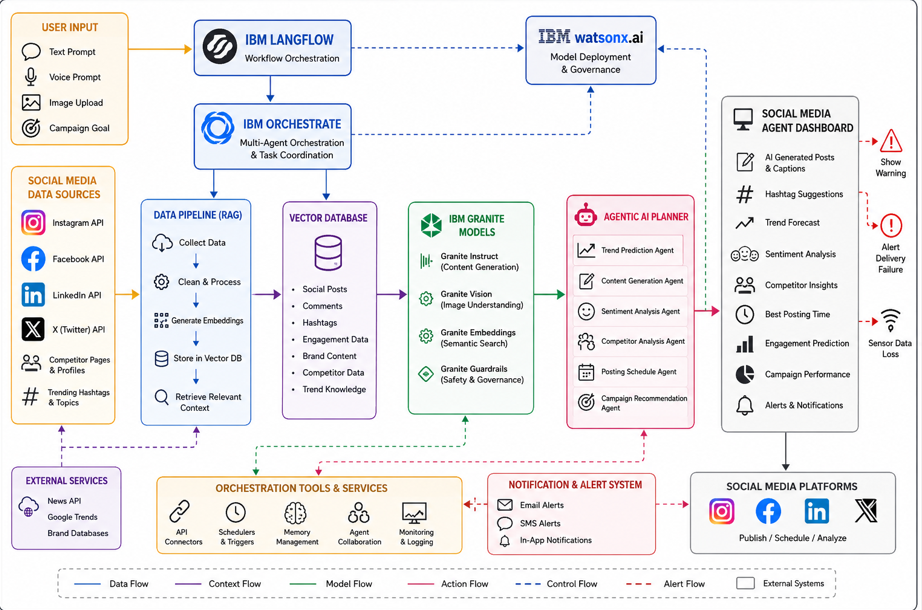 USER INPUT
Text Prompt
Voice Prompt
Image Upload
Campaign Goal
IBM LANGFLOW
Workflow Orchestration
IBM watsonx.ai
Model Deployment
& Governance
IBM ORCHESTRATE
Multi-Agent Orchestration
& Task Coordination
SOCIAL MEDIA
DATA SOURCES
Instagram API
Facebook API
LinkedIn API
X (Twitter) API
Competitor Pages
& Profiles
Trending Hashtags
& Topics
DATA PIPELINE (RAG)
Collect Data
Clean & Process
Generate Embeddings
Store in Vector DB
Retrieve Relevant
Context
VECTOR DATABASE
• Social Posts
• Comments
• Hashtags
• Engagement Data
• Brand Content
• Competitor Data
• Trend Knowledge
IBM GRANITE
MODELS
Granite Instruct
(Content Generation)
Granite Vision
(Image Understanding)
Granite Embeddings
(Semantic Search)
Granite Guardrails
(Safety & Governance)
AGENTIC AI PLANNER
Trend Prediction Agent
Content Generation Agent
Sentiment Analysis Agent
Competitor Analysis Agent
Posting Schedule Agent
Campaign Recommendation
Agent
SOCIAL MEDIA
AGENT DASHBOARD
AI Generated Posts
& Captions
Hashtag Suggestions
Trend Forecast
Sentiment Analysis
Competitor Insights
Best Posting Time
Engagement Prediction
Campaign Performance
Alerts & Notifications
Show
Warning
Alert
Delivery
Failure
Sensor Data
Loss
EXTERNAL SERVICES
News API
Google Trends
Brand Databases
ORCHESTRATION TOOLS & SERVICES
API
Connectors
Schedulers
& Triggers
Memory
Management
Agent
Collaboration
Monitoring
& Logging
NOTIFICATION & ALERT SYSTEM
Email Alerts
SMS Alerts
In-App Notifications
SOCIAL MEDIA PLATFORMS
Publish / Schedule / Analyze
Data Flow
Context Flow
Model Flow
Action Flow
Control Flow
Alert Flow
External Systems